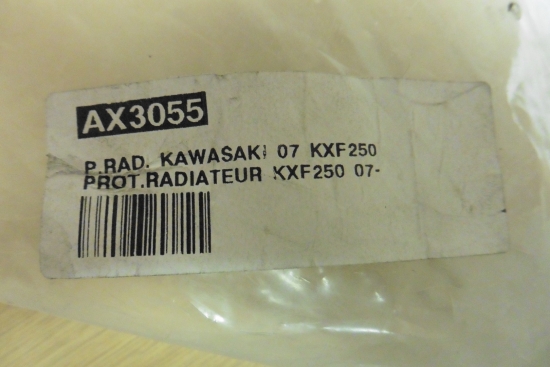 AX3055
P.RAD. KAWASAKI 07 KXF250
PROT.RADIATEUR KXF250 07-